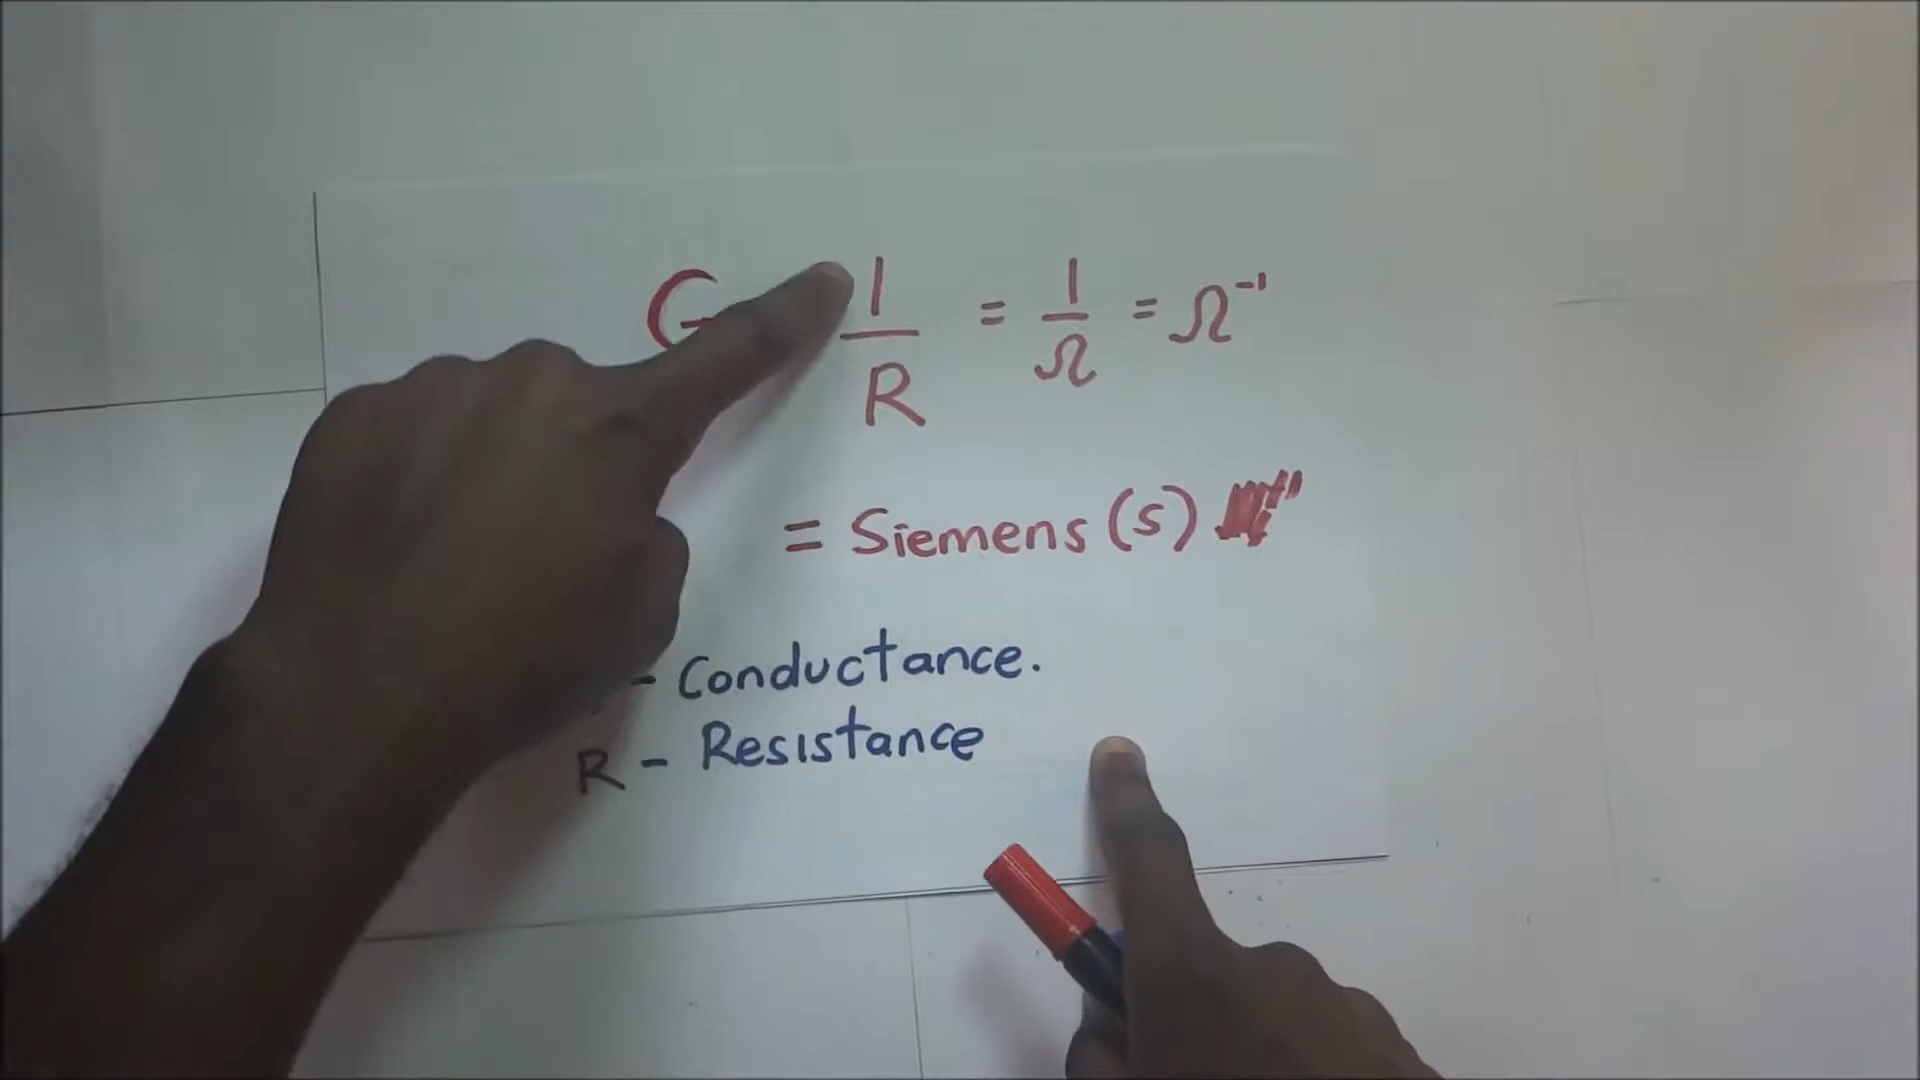 G 1/R = 1/Ω = Ω⁻¹
= Siemens (s)
- Conductance.
R - Resistance